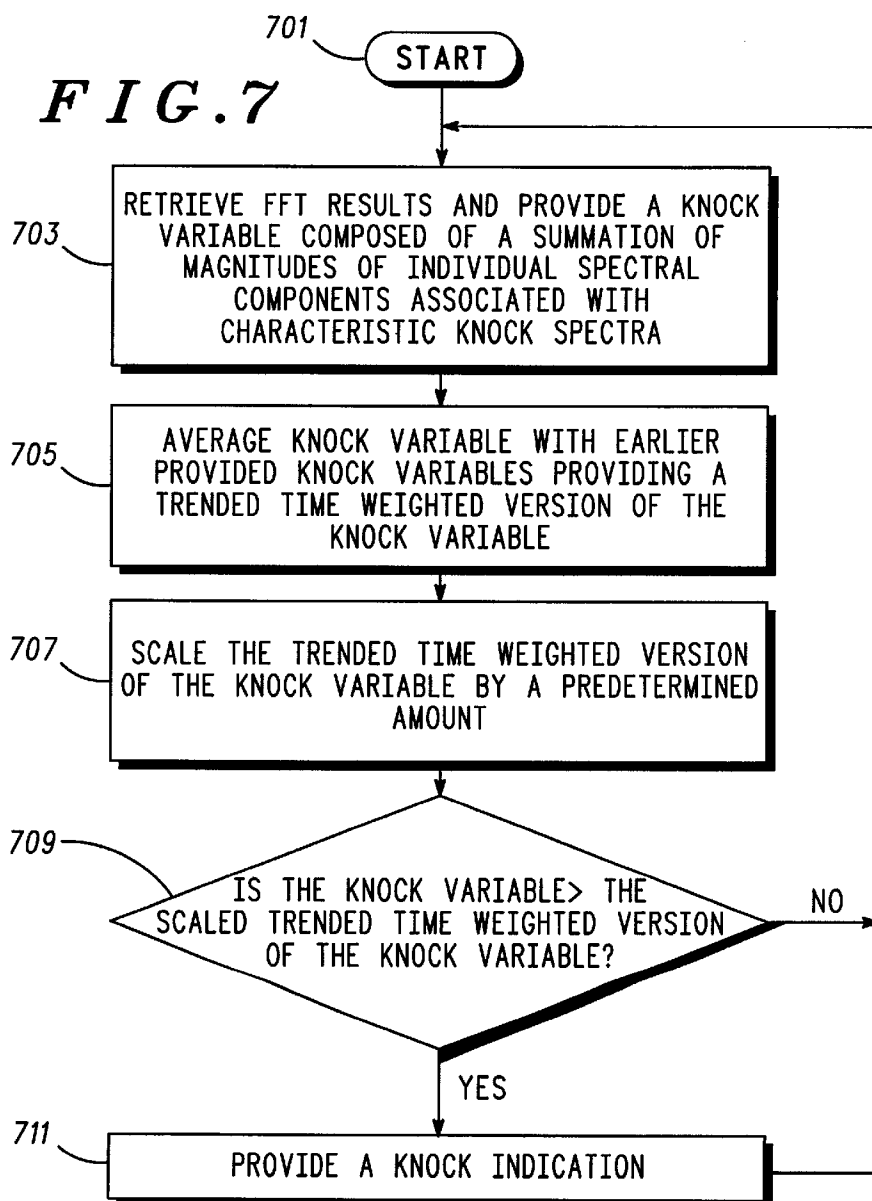 701
START
FIG.7
703
RETRIEVE FFT RESULTS AND PROVIDE A KNOCK
VARIABLE COMPOSED OF A SUMMATION OF
MAGNITUDES OF INDIVIDUAL SPECTRAL
COMPONENTS ASSOCIATED WITH
CHARACTERISTIC KNOCK SPECTRA
705
AVERAGE KNOCK VARIABLE WITH EARLIER
PROVIDED KNOCK VARIABLES PROVIDING A
TRENDED TIME WEIGHTED VERSION OF THE
KNOCK VARIABLE
707
SCALE THE TRENDED TIME WEIGHTED VERSION
OF THE KNOCK VARIABLE BY A PREDETERMINED
AMOUNT
709
IS THE KNOCK VARIABLE> THE
SCALED TRENDED TIME WEIGHTED VERSION
OF THE KNOCK VARIABLE?
NO
YES
711
PROVIDE A KNOCK INDICATION